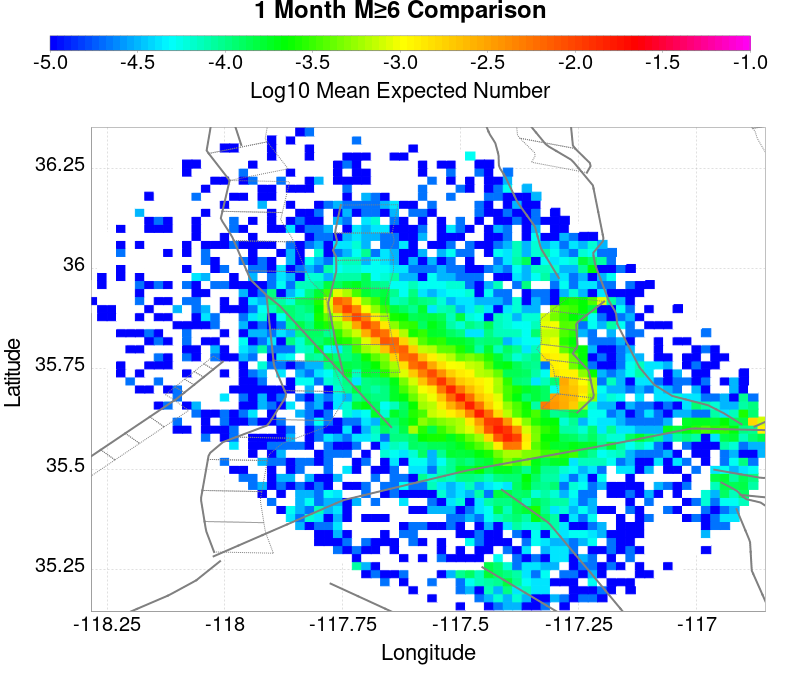 1 Month M≥6 Comparison
-5.0 -4.5 -4.0 -3.5 -3.0 -2.5 -2.0 -1.5 -1.0
Log10 Mean Expected Number
36.25
36
35.75
35.5
35.25
Latitude
-118.25 -118 -117.75 -117.5 -117.25 -117
Longitude